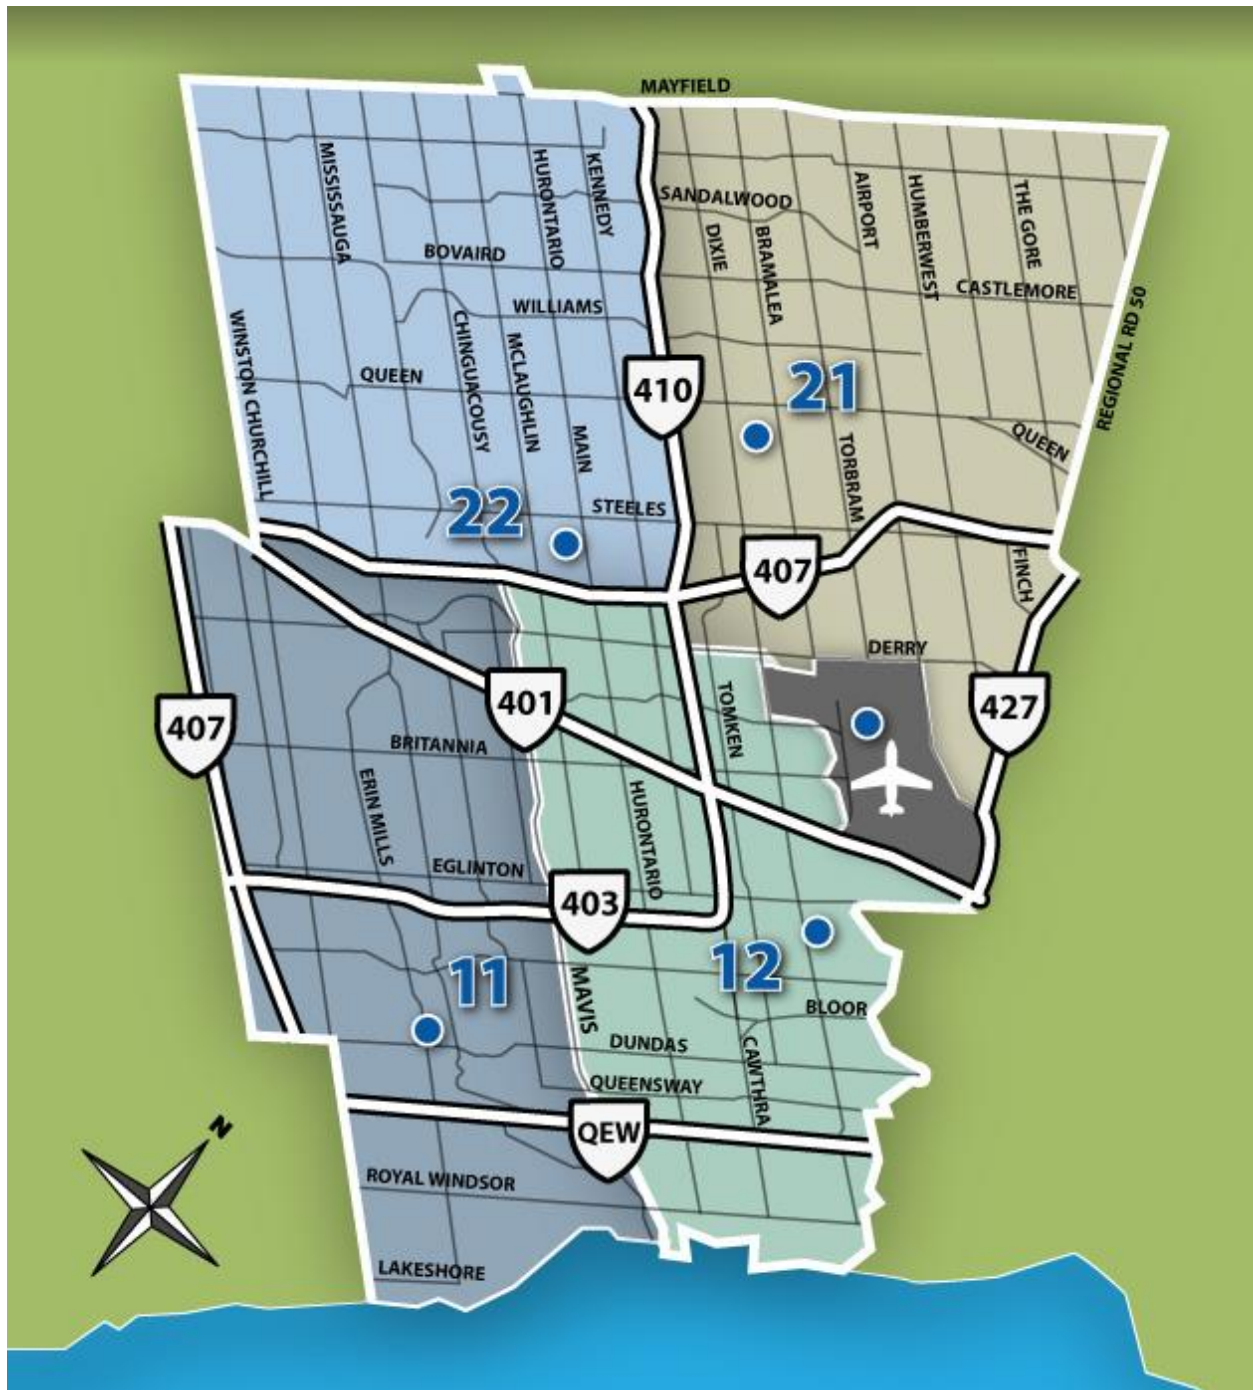 MAYFIELD
MISSISSAUGA
HURONTARIO
KENNEDY
SANDALWOOD
AIRPORT
HUMBERWEST
THE GORE
DIXIE
BRAMALEA
BOVAIRD
CASTLEMORE
WILLIAMS
REGIONAL RD 50
WINSTON CHURCHILL
CHINGUACOUSY
MCLAUGHLIN
QUEEN
410
21
MAIN
TORBRAM
QUEEN
22
STEELES
407
FINCH
DERRY
401
TOMKEN
427
407
BRITANNIA
ERIN MILLS
HURONTARIO
EGLINTON
403
11
12
MAVIS
BLOOR
DUNDAS
CAWTHRA
QUEENSWAY
QEW
N
ROYAL WINDSOR
LAKESHORE